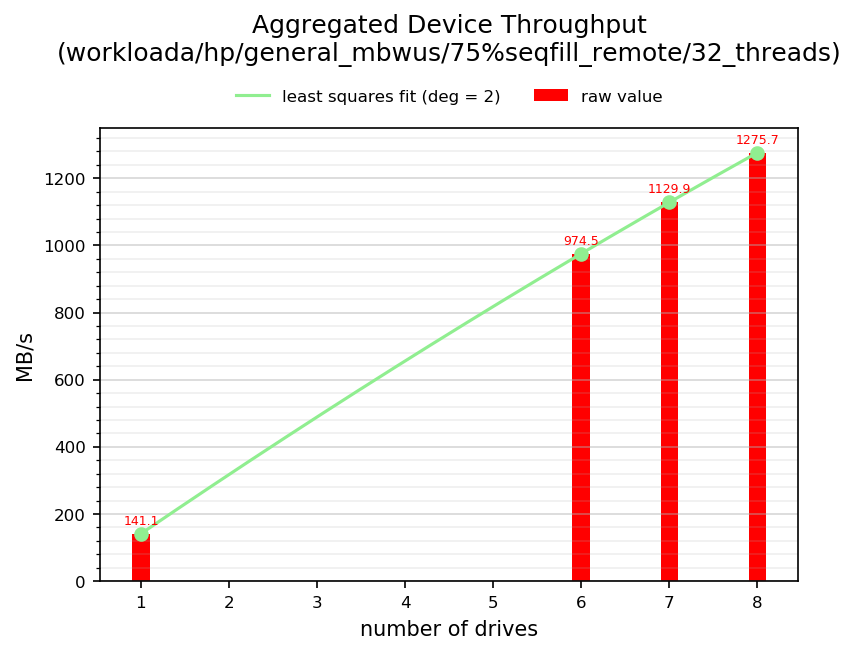 Aggregated Device Throughput
(workloada/hp/general_mbwus/75%seqfill_remote/32_threads)
least squares fit (deg = 2)
raw value
1275.7
1129.9
974.5
141.1
1200
1000
800
600
400
200
0
MB/s
1 2 3 4 5 6 7 8
number of drives